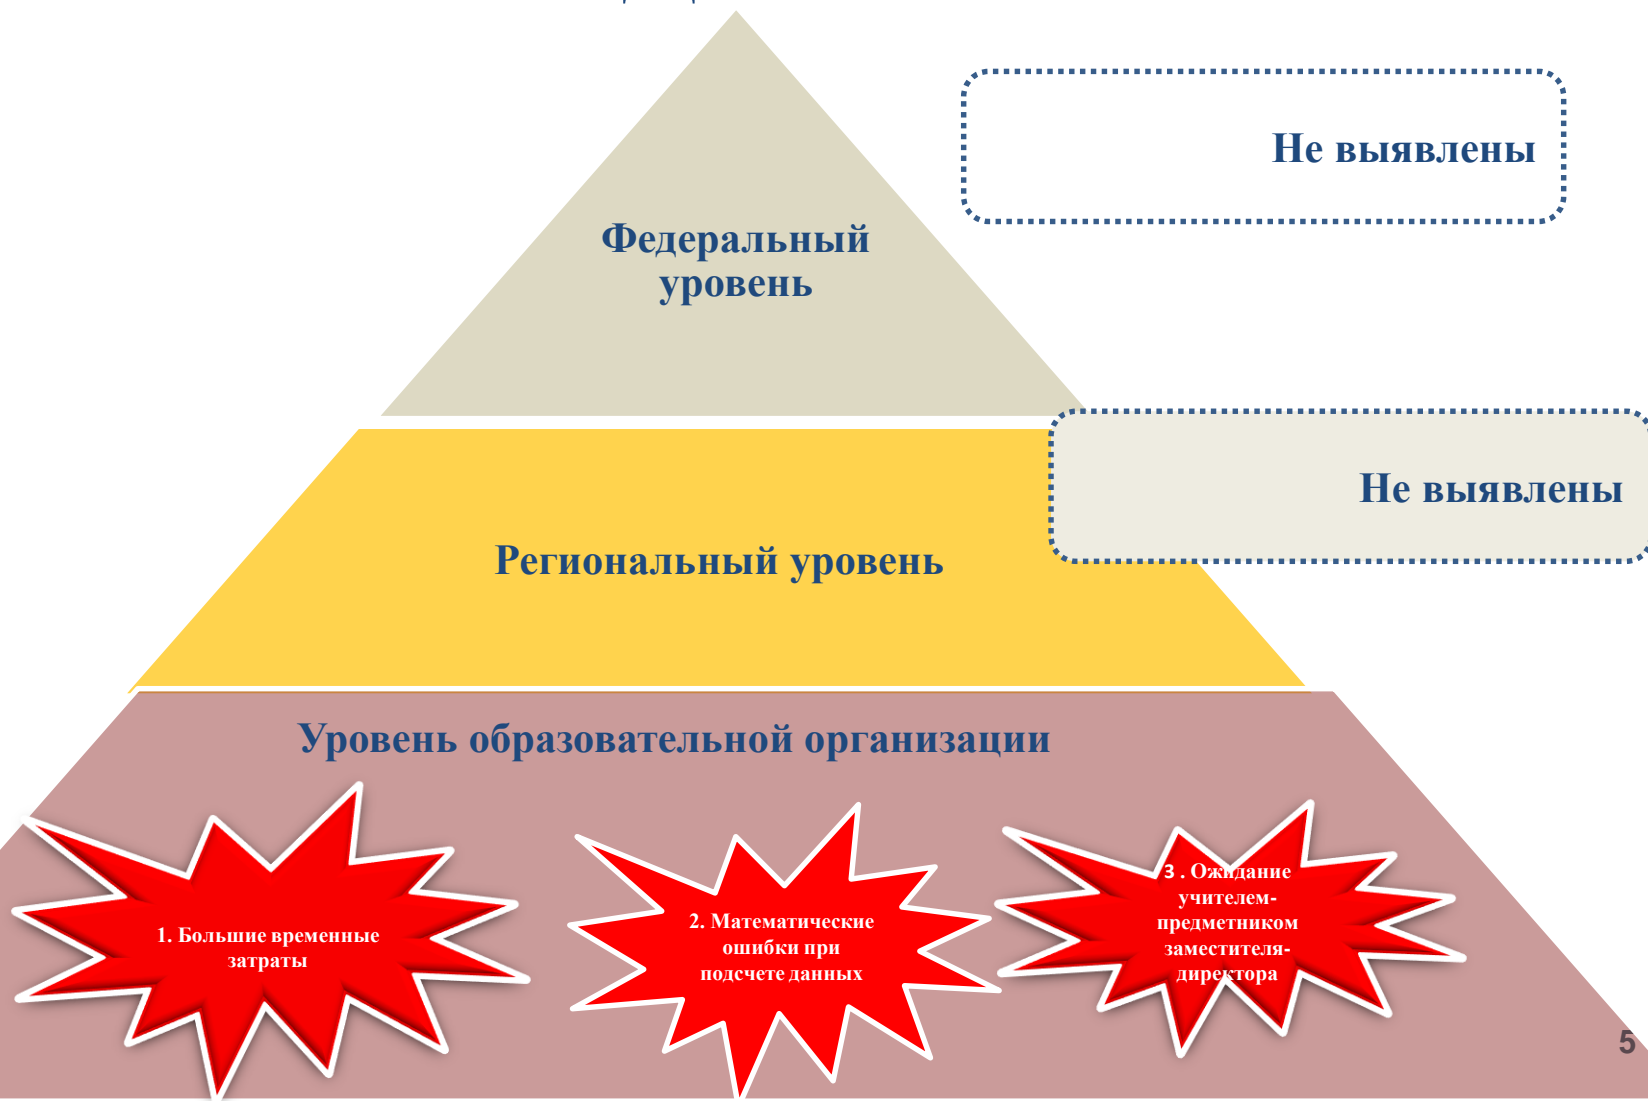 Не выявлены
Федеральный
уровень
Не выявлены
Региональный уровень
Уровень образовательной организации
1. Большие временные
затраты
2. Математические
ошибки при
подсчете данных
3 . Ожидание
учителем-
предметником
заместителя-
директора
5